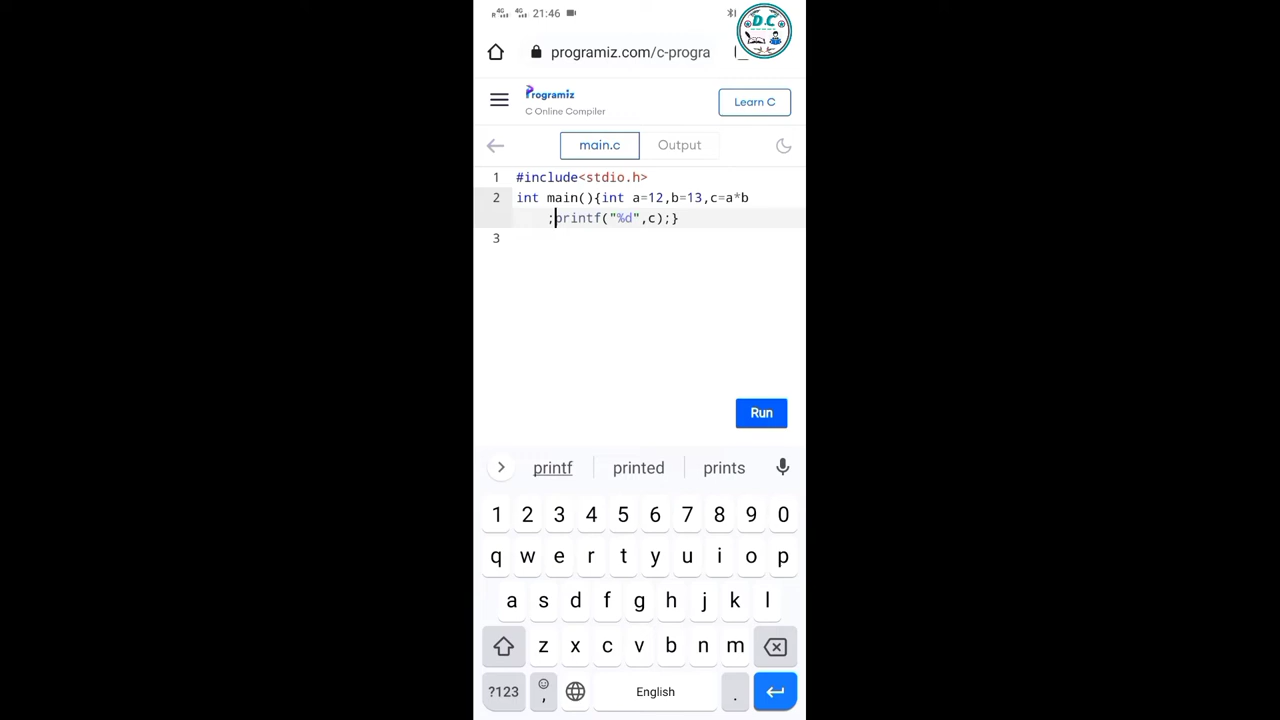 R 4G 4G 21:46
D.C
programiz.com/c-progra
Programiz
C Online Compiler
Learn C
main.c
Output
1 #include<stdio.h>
2 int main(){int a=12,b=13,c=a*b
;printf("%d",c);}
3
Run
printf printed prints
1 2 3 4 5 6 7 8 9 0
q w e r t y u i o p
a s d f g h j k l
z x c v b n m
?123 , English .